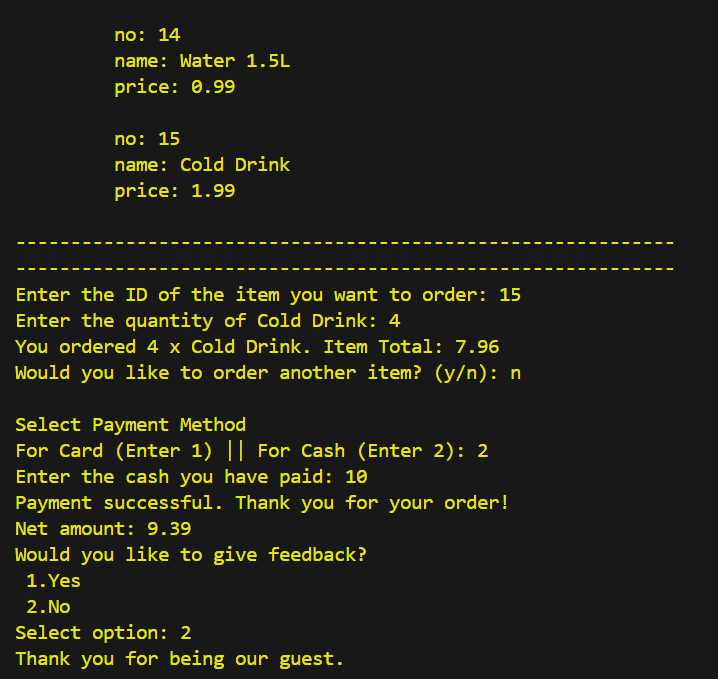 no: 14
name: Water 1.5L
price: 0.99
no: 15
name: Cold Drink
price: 1.99
------------------------------------------------------------
------------------------------------------------------------
Enter the ID of the item you want to order: 15
Enter the quantity of Cold Drink: 4
You ordered 4 x Cold Drink. Item Total: 7.96
Would you like to order another item? (y/n): n
Select Payment Method
For Card (Enter 1) || For Cash (Enter 2): 2
Enter the cash you have paid: 10
Payment successful. Thank you for your order!
Net amount: 9.39
Would you like to give feedback?
1.Yes
2.No
Select option: 2
Thank you for being our guest.